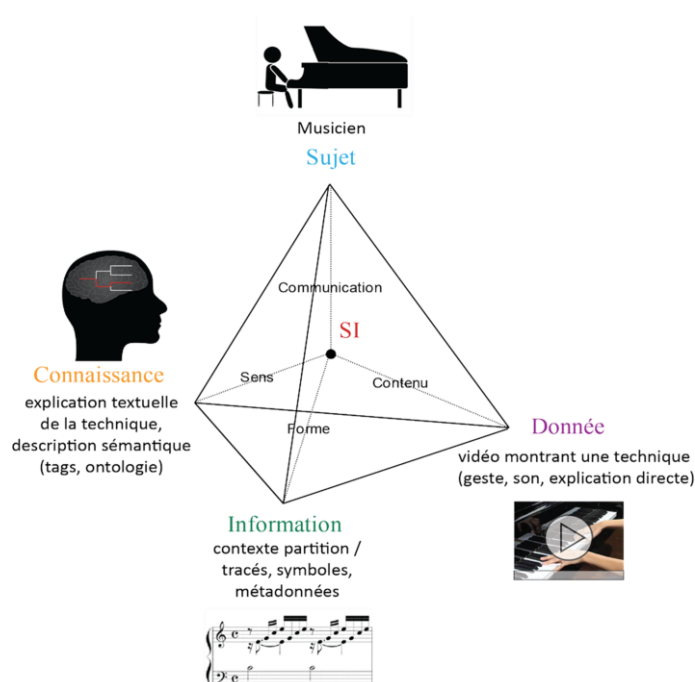 Musicien
Sujet
Communication
SI
Sens
Contenu
Forme
Connaissance
explication textuelle
de la technique,
description sémantique
(tags, ontologie)
Donnée
vidéo montrant une technique
(geste, son, explication directe)
Information
contexte partition /
tracés, symboles,
métadonnées